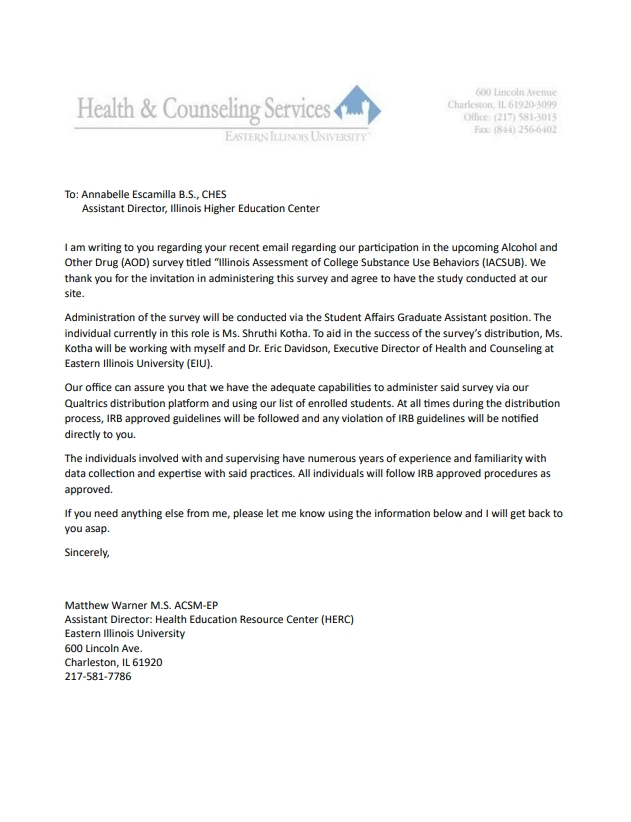 Health & Counseling Services
EASTERN ILLINOIS UNIVERSITY
600 Lincoln Avenue
Charleston, IL 61920-3099
Office: (217) 581-3013
Fax: (844) 256-6402
To: Annabelle Escamilla B.S., CHES
Assistant Director, Illinois Higher Education Center
I am writing to you regarding your recent email regarding our participation in the upcoming Alcohol and
Other Drug (AOD) survey titled “Illinois Assessment of College Substance Use Behaviors (IACSUB). We
thank you for the invitation in administering this survey and agree to have the study conducted at our
site.
Administration of the survey will be conducted via the Student Affairs Graduate Assistant position. The
individual currently in this role is Ms. Shruthi Kotha. To aid in the success of the survey’s distribution, Ms.
Kotha will be working with myself and Dr. Eric Davidson, Executive Director of Health and Counseling at
Eastern Illinois University (EIU).
Our office can assure you that we have the adequate capabilities to administer said survey via our
Qualtrics distribution platform and using our list of enrolled students. At all times during the distribution
process, IRB approved guidelines will be followed and any violation of IRB guidelines will be notified
directly to you.
The individuals involved with and supervising have numerous years of experience and familiarity with
data collection and expertise with said practices. All individuals will follow IRB approved procedures as
approved.
If you need anything else from me, please let me know using the information below and I will get back to
you asap.
Sincerely,
Matthew Warner M.S. ACSM-EP
Assistant Director: Health Education Resource Center (HERC)
Eastern Illinois University
600 Lincoln Ave.
Charleston, IL 61920
217-581-7786